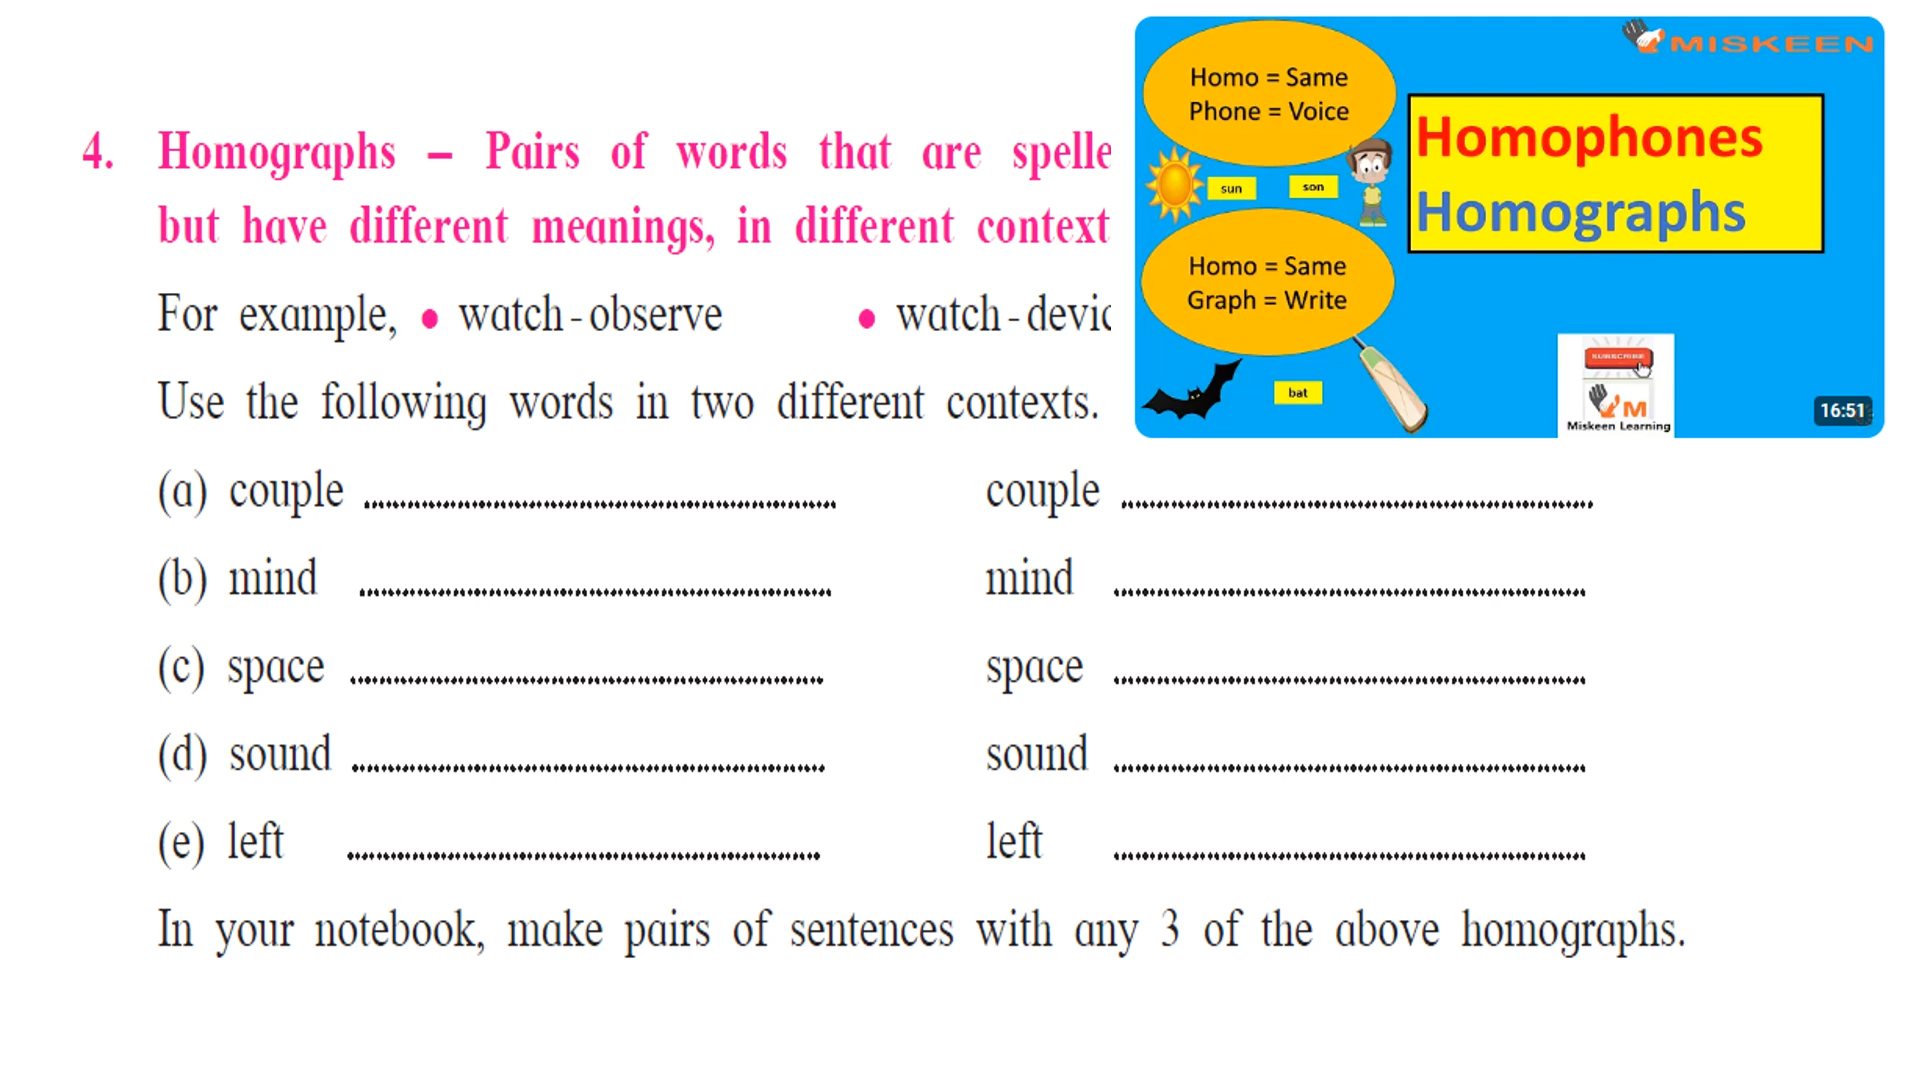 4. Homographs – Pairs of words that are spelle
but have different meanings, in different context
For example, • watch - observe • watch - devic
Use the following words in two different contexts.
(a) couple ........................ couple ........................
(b) mind ........................ mind ........................
(c) space ........................ space ........................
(d) sound ........................ sound ........................
(e) left ........................ left ........................
In your notebook, make pairs of sentences with any 3 of the above homographs.
MISKEEN
Homo = Same
Phone = Voice
Homophones
Homographs
sun
son
Homo = Same
Graph = Write
bat
SUBSCRIBE
M
Miskeen Learning
16:51